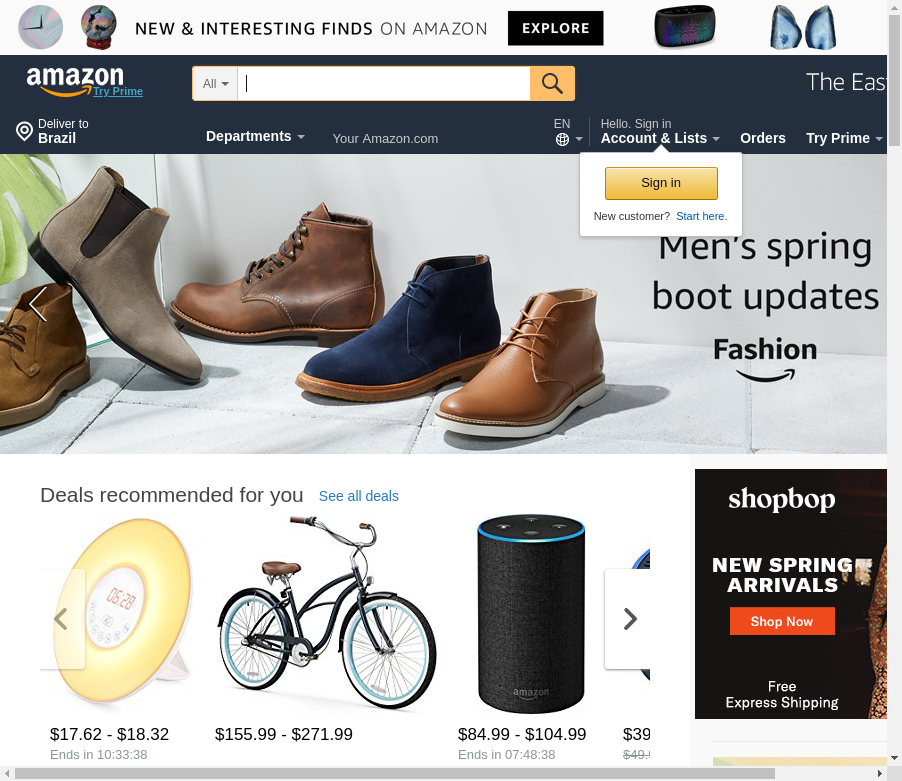 NEW & INTERESTING FINDS ON AMAZON EXPLORE
amazon
Try Prime
All
The Eas
Deliver to
Brazil
Departments
Your Amazon.com
EN
Hello. Sign in
Account & Lists
Orders
Try Prime
Sign in
New customer? Start here.
Men's spring
boot updates
Fashion
Deals recommended for you See all deals
06:28
amazon
$17.62 - $18.32
Ends in 10:33:38
$155.99 - $271.99
$84.99 - $104.99
Ends in 07:48:38
$39
$49.
shopbop
NEW SPRING
ARRIVALS
Shop Now
Free
Express Shipping